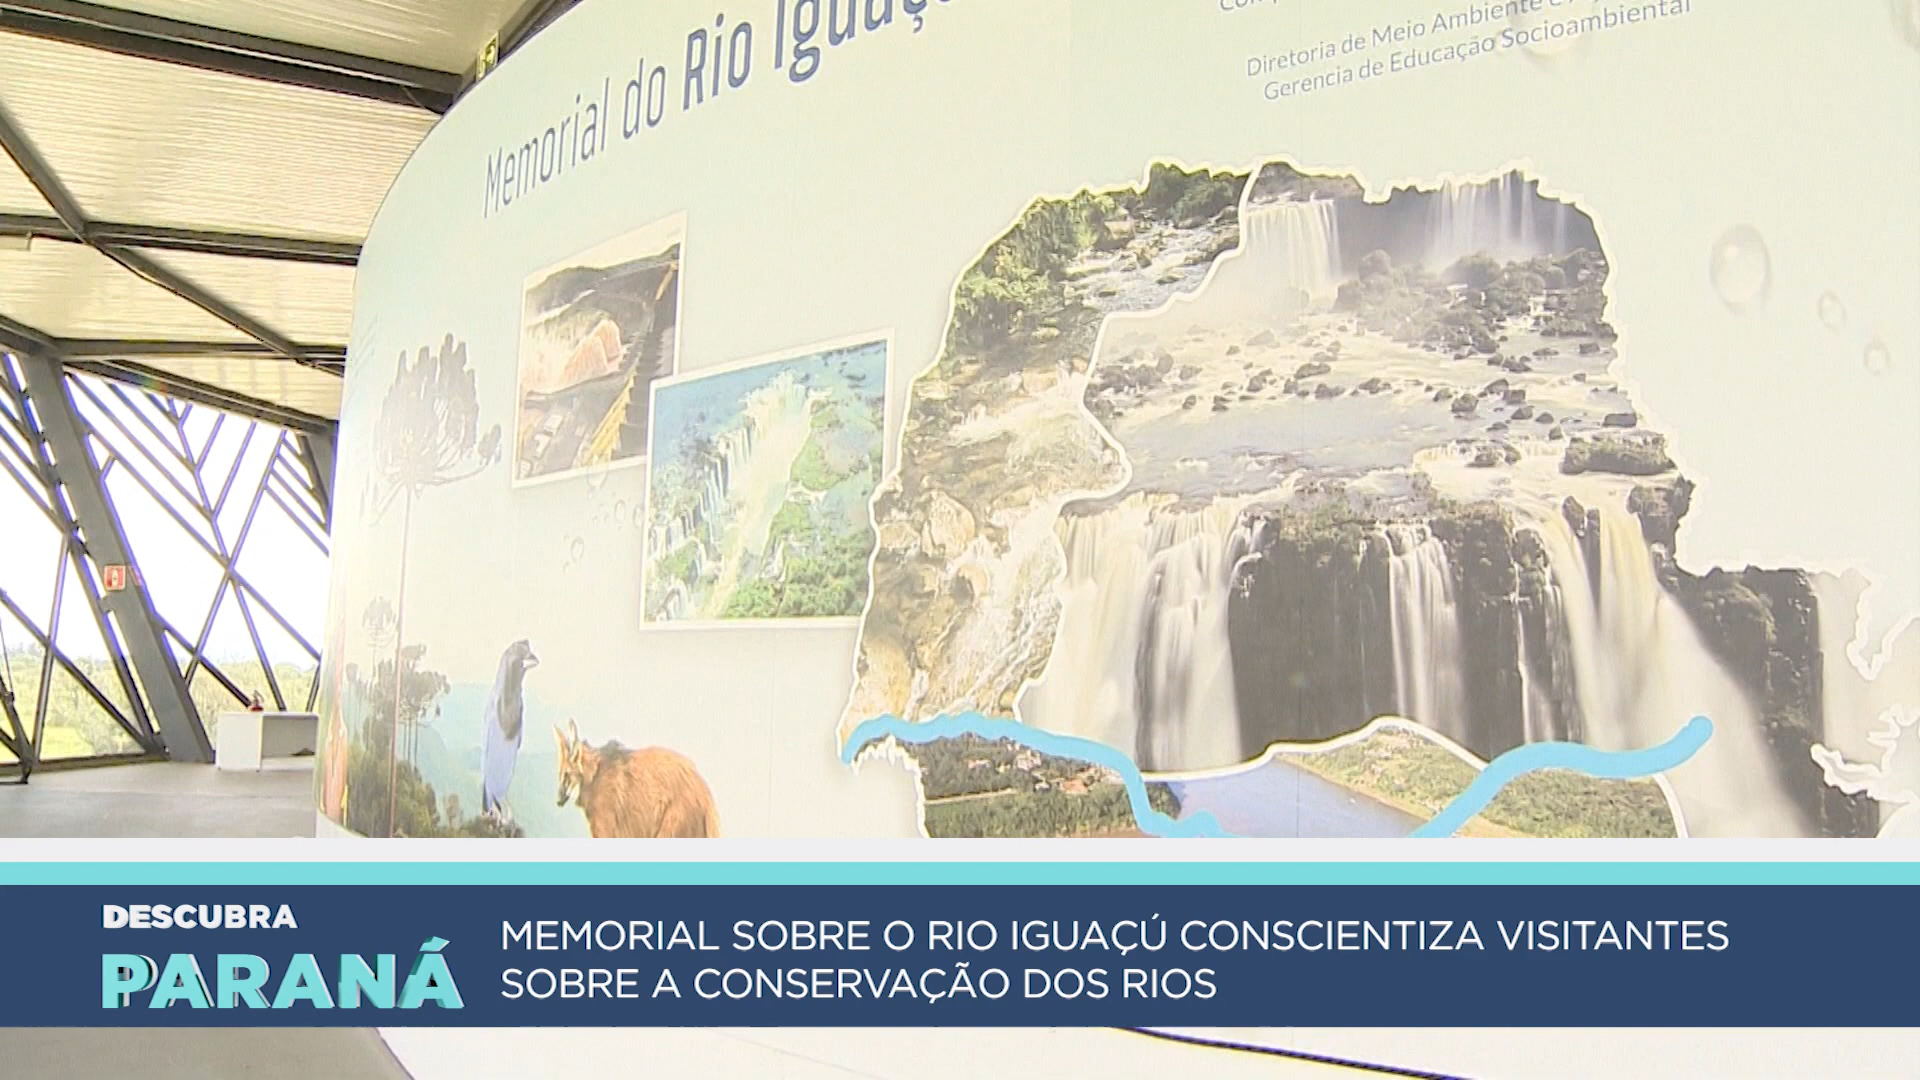 Memorial do Rio Iguaçu
Diretoria de Meio Ambiente e
Gerencia de Educação Socioambiental
DESCUBRA
PARANÁ
MEMORIAL SOBRE O RIO IGUAÇÚ CONSCIENTIZA VISITANTES
SOBRE A CONSERVAÇÃO DOS RIOS